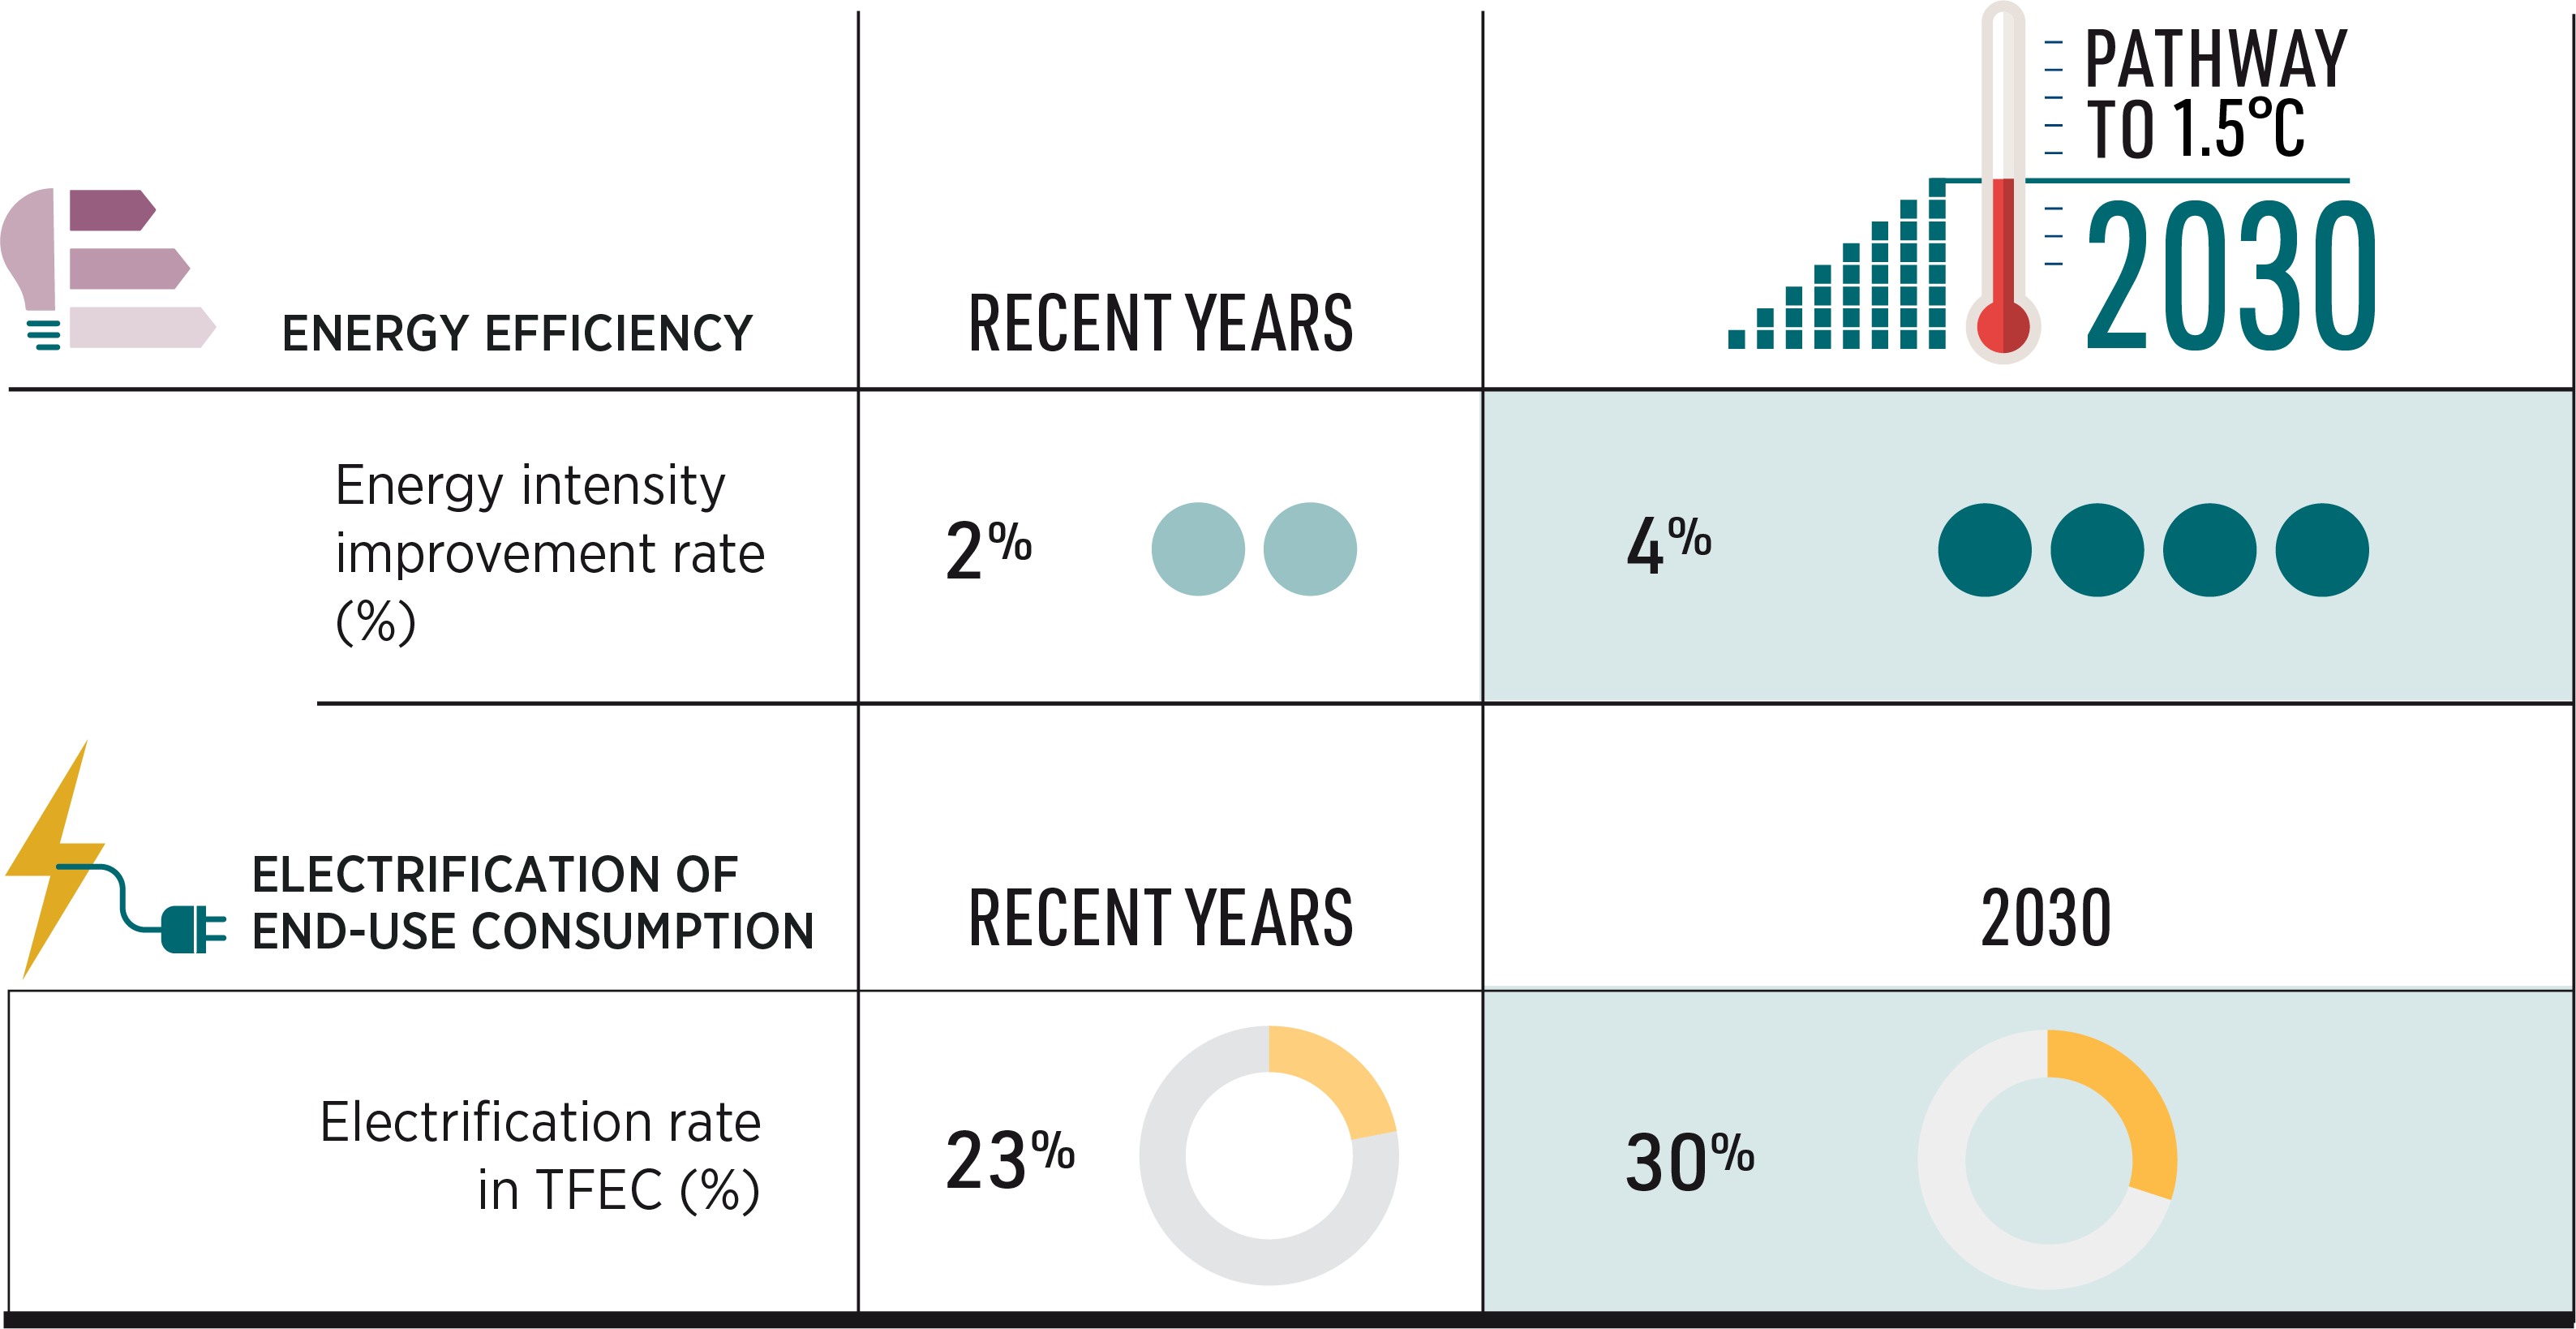 PATHWAY
TO 1.5°C
2030
ENERGY EFFICIENCY
RECENT YEARS
Energy intensity
improvement rate
(%)
2%
4%
ELECTRIFICATION OF
END-USE CONSUMPTION
RECENT YEARS
2030
Electrification rate
in TFEC (%)
23%
30%